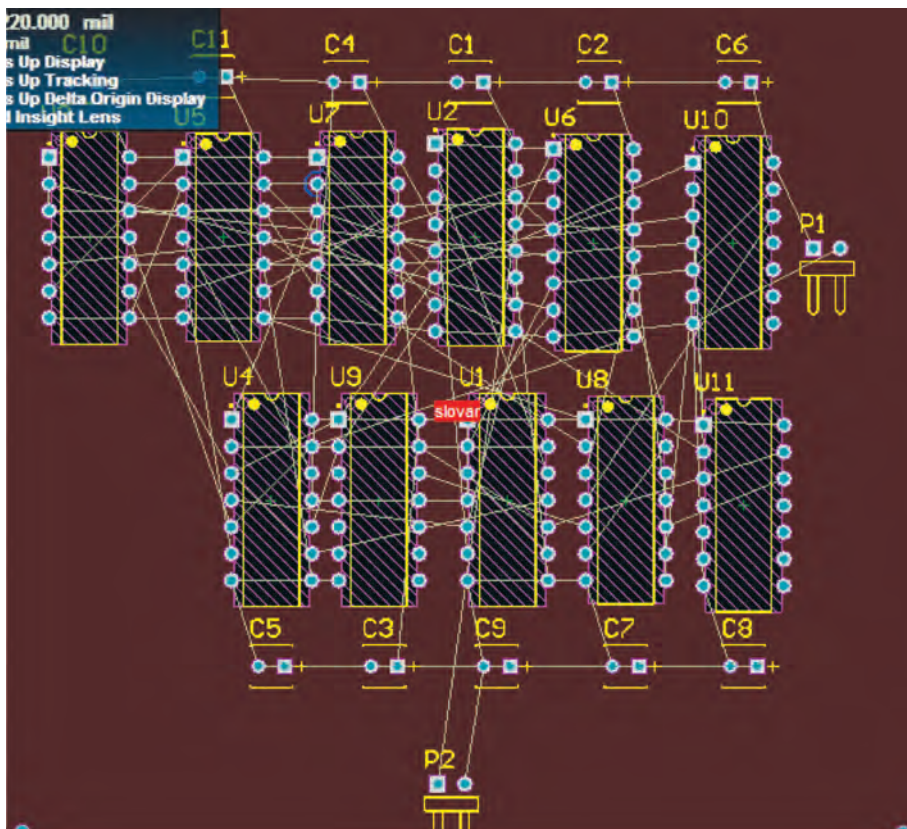 220.000 mil
mil
s Up Display
s Up Tracking
s Up Delta Origin Display
d Insight Lens
C10 C11 C4 C1 C2 C6
U5 U7 U2 U6 U10
P1
U4 U9 U1 U8 U11
slovar
C5 C3 C9 C7 C8
P2